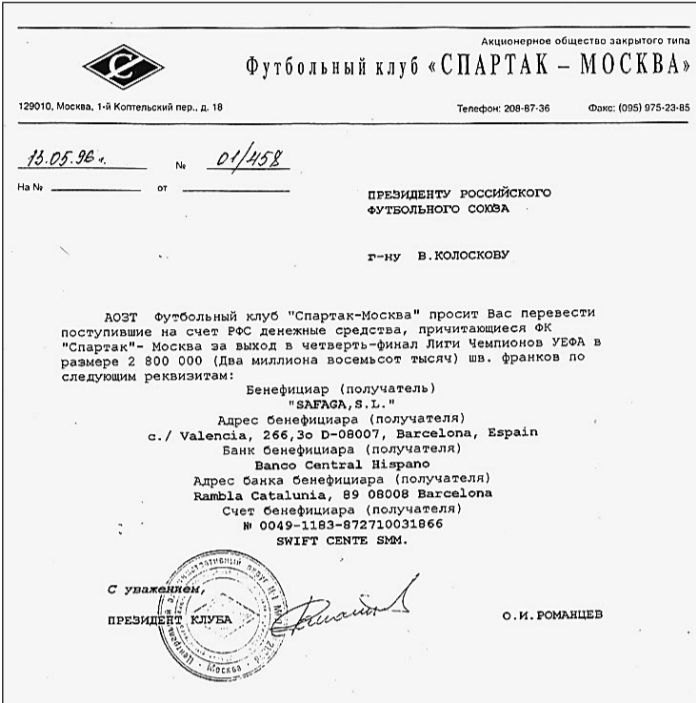 Акционерное общество закрытого типа
Футбольный клуб «СПАРТАК – МОСКВА»
129010, Москва, 1-й Коптельский пер., д. 18 Телефон: 208-87-36 Факс: (095) 975-23-85
13.05.96 г. № 01/458
На № от
ПРЕЗИДЕНТУ РОССИЙСКОГО
ФУТБОЛЬНОГО СОЮЗА
г-ну В.КОЛОСКОВУ
АОЗТ Футбольный клуб "Спартак-Москва" просит Вас перевести
поступившие на счет РФС денежные средства, причитающиеся ФК
"Спартак"- Москва за выход в четверть-финал Лиги Чемпионов УЕФА в
размере 2 800 000 (Два миллиона восемьсот тысяч) шв. франков по
следующим реквизитам:
Бенефициар (получатель)
"SAFAGA,S.L."
Адрес бенефициара (получателя)
c./ Valencia, 266,3o D-08007, Barcelona, Espain
Банк бенефициара (получателя)
Banco Central Hispano
Адрес банка бенефициара (получателя)
Rambla Catalunia, 89 08008 Barcelona
Счет бенефициара (получателя)
№ 0049-1183-872710031866
SWIFT CENTE SMM.
С уважением,
ПРЕЗИДЕНТ КЛУБА О.И.РОМАНЦЕВ
Москва